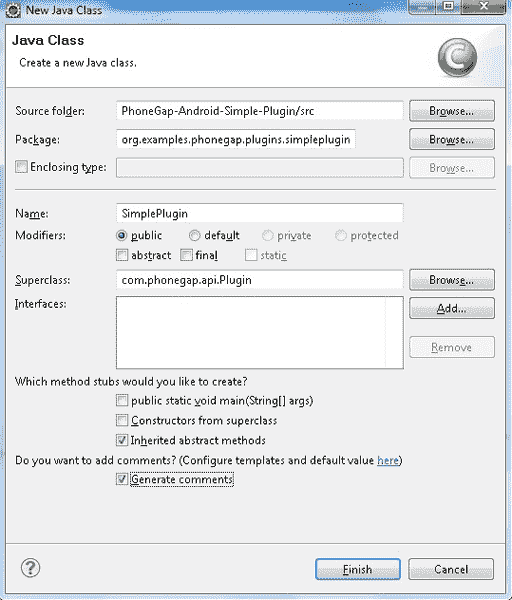 New Java Class
Java Class
Create a new Java class.
Source folder: PhoneGap-Android-Simple-Plugin/src Browse...
Package: org.examples.phonegap.plugins.simpleplugin Browse...
Enclosing type: Browse...
Name: SimplePlugin
Modifiers: public default private protected
abstract final static
Superclass: com.phonegap.api.Plugin Browse...
Interfaces: Add...
Remove
Which method stubs would you like to create?
public static void main(String[] args)
Constructors from superclass
Inherited abstract methods
Do you want to add comments? (Configure templates and default value here)
Generate comments
? Finish Cancel